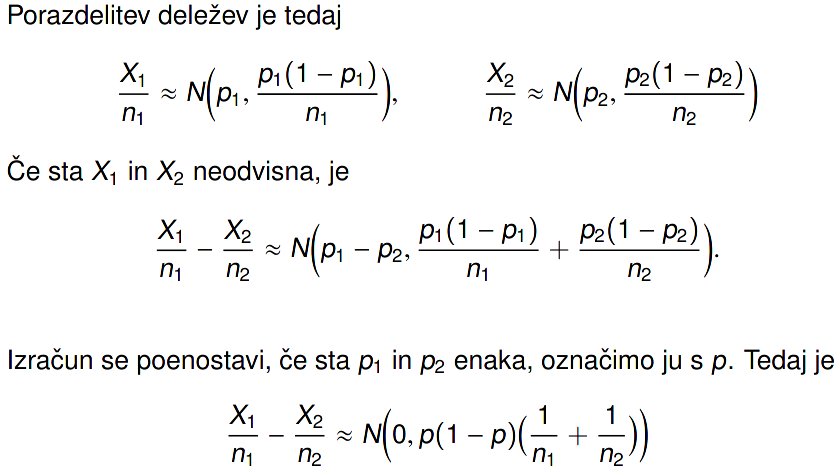 Porazdelitev deležev je tedaj
X₁/n₁ ≈ N(p₁, p₁(1 − p₁)/n₁), X₂/n₂ ≈ N(p₂, p₂(1 − p₂)/n₂)
Če sta X₁ in X₂ neodvisna, je
X₁/n₁ − X₂/n₂ ≈ N(p₁ − p₂, p₁(1 − p₁)/n₁ + p₂(1 − p₂)/n₂).
Izračun se poenostavi, če sta p₁ in p₂ enaka, označimo ju s p. Tedaj je
X₁/n₁ − X₂/n₂ ≈ N(0, p(1 − p)(1/n₁ + 1/n₂))